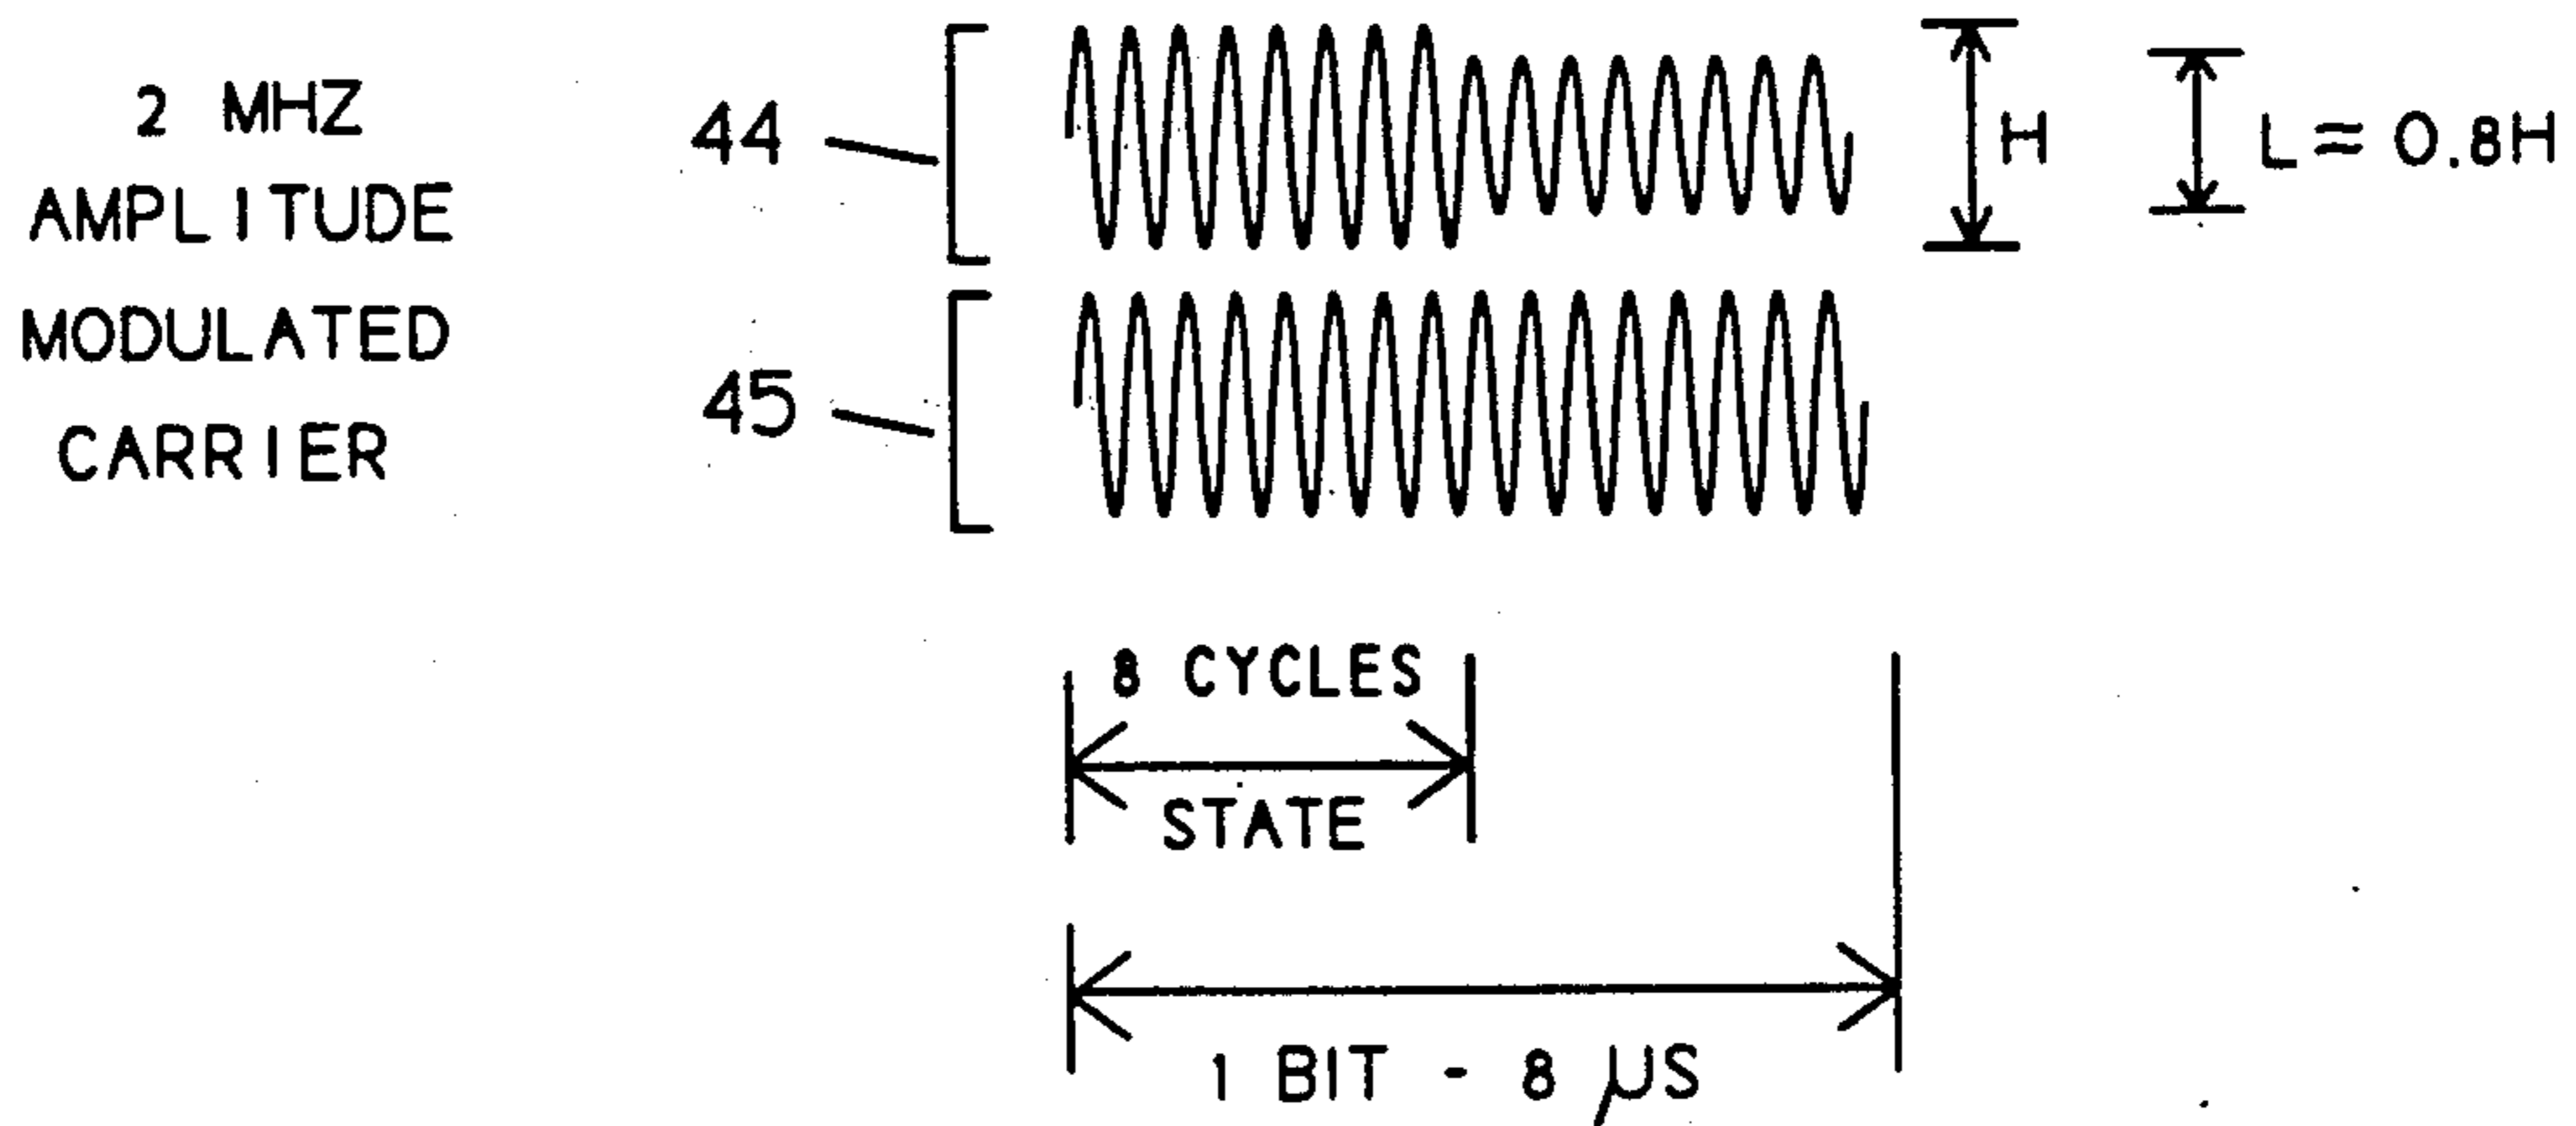 2 MHZ
AMPLITUDE
MODULATED
CARRIER
44
45
H
L ≈ 0.8H
8 CYCLES
STATE
1 BIT - 8 μS